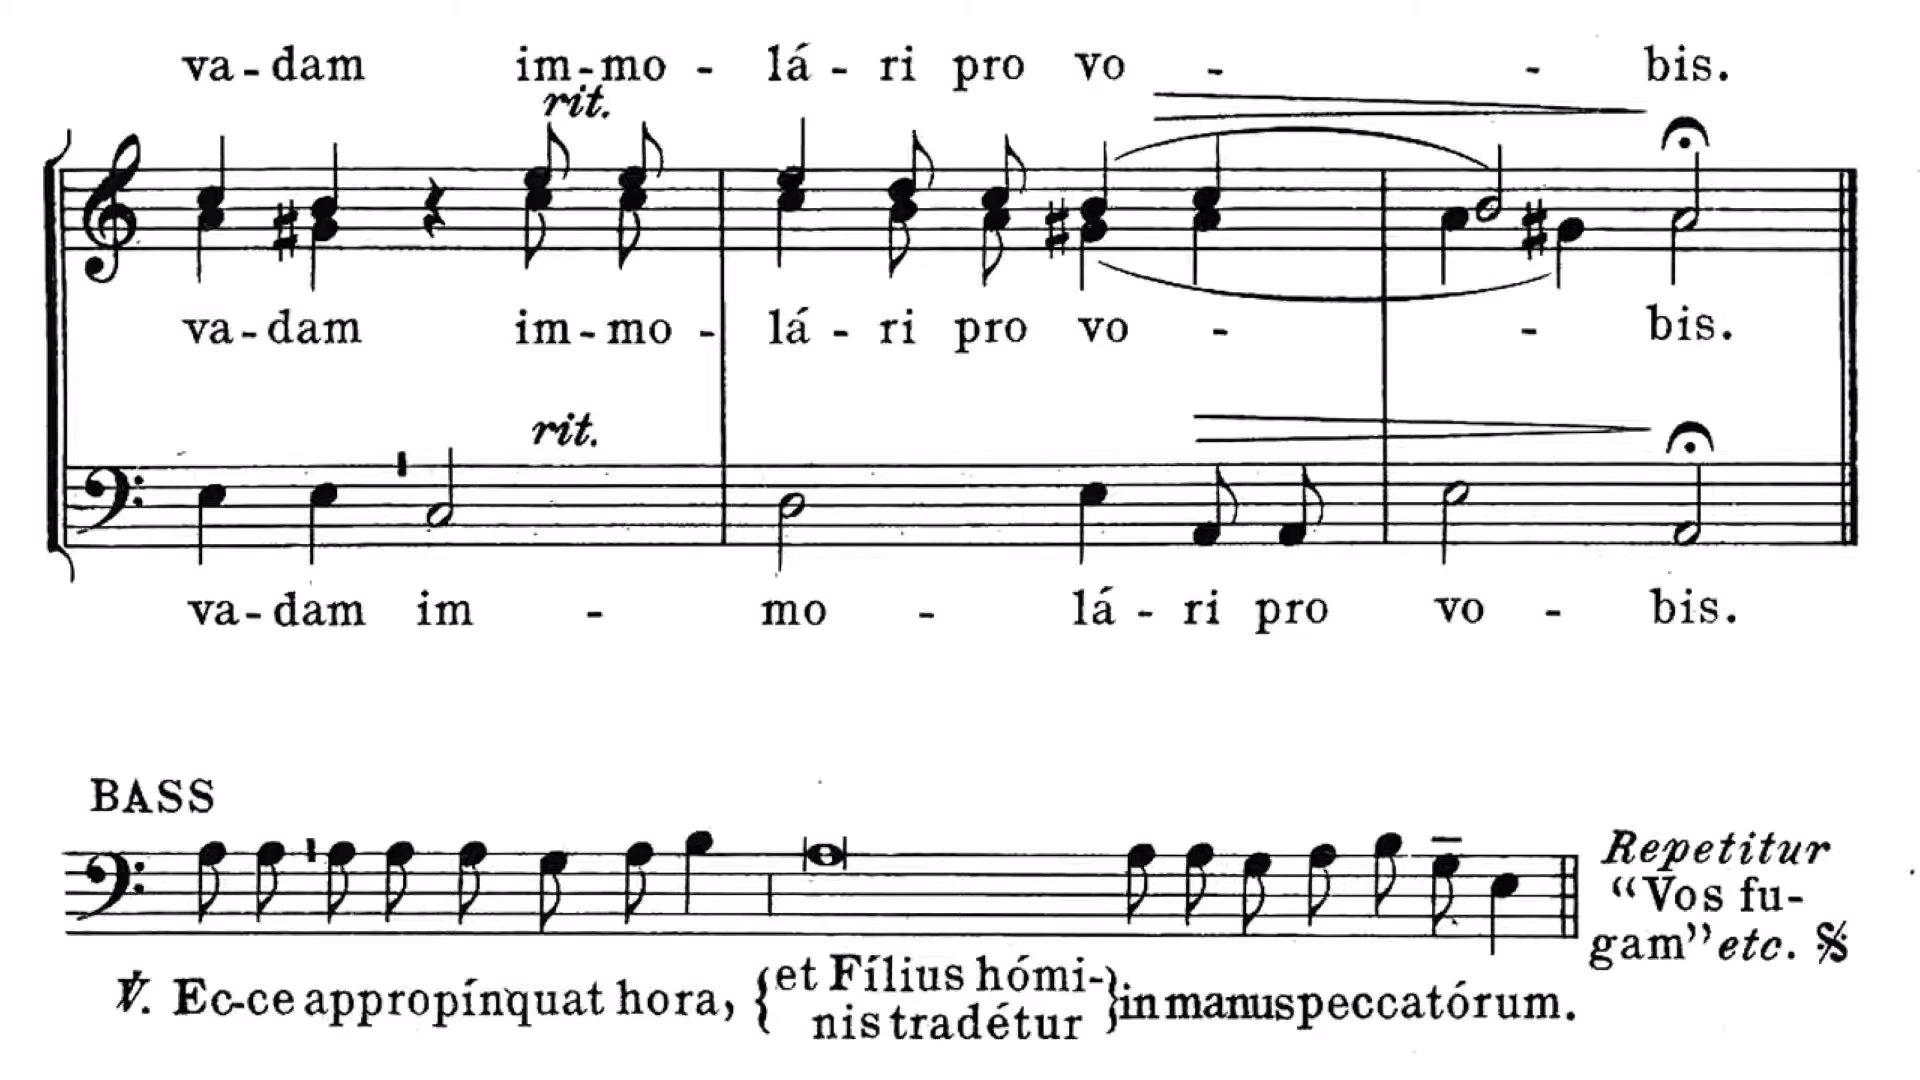 va-dam im-mo - lá - ri pro vo - - bis.
rit.
va-dam im-mo - lá - ri pro vo - - bis.
rit.
va-dam im - mo - lá - ri pro vo - bis.
BASS
℣. Ec-ce appropínquat hora, {et Fílius hómi-
nis tradétur} in manus peccatórum.
Repetitur
“Vos fu-
gam” etc. 𝄋